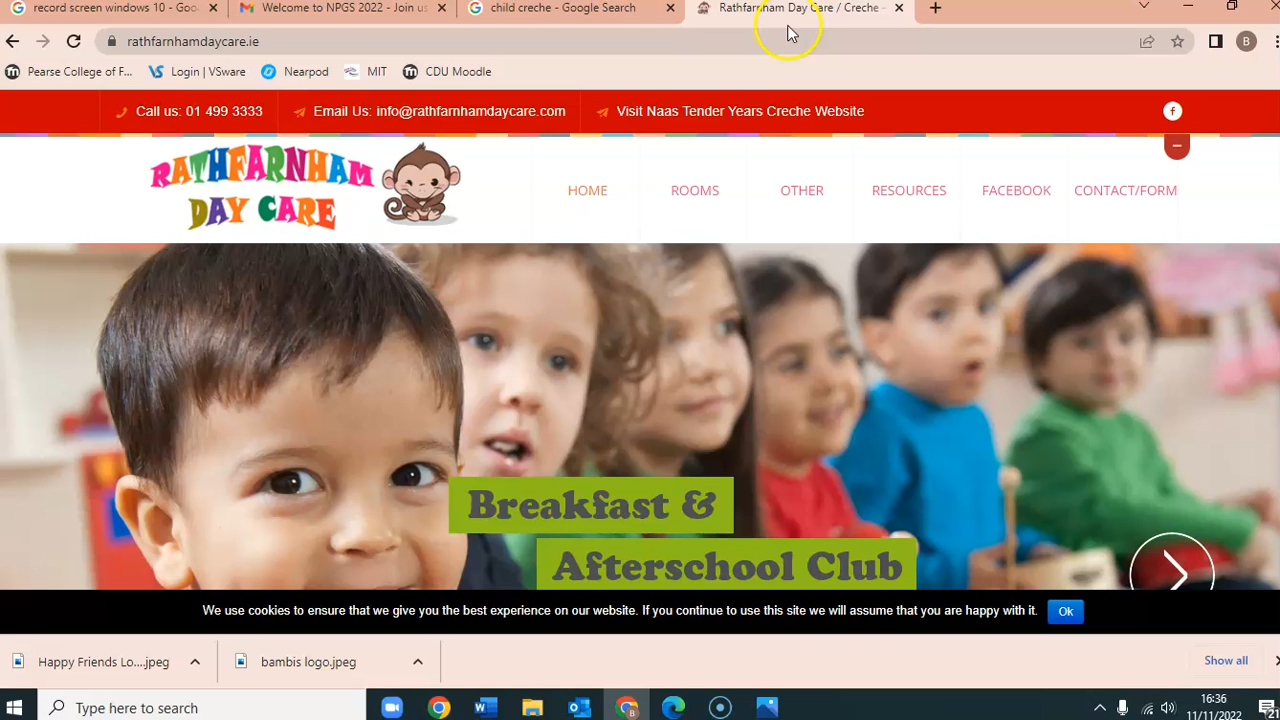 record screen windows 10 - Goo
Welcome to NPGS 2022 - Join us
child creche - Google Search
Rathfarnham Day Care / Creche -
rathfarnhamdaycare.ie
B
Pearse College of F...
Login | VSware
Nearpod
MIT
CDU Moodle
Call us: 01 499 3333
Email Us: info@rathfarnhamdaycare.com
Visit Naas Tender Years Creche Website
RATHFARNHAM
DAY CARE
HOME
ROOMS
OTHER
RESOURCES
FACEBOOK
CONTACT/FORM
Breakfast &
Afterschool Club
We use cookies to ensure that we give you the best experience on our website. If you continue to use this site we will assume that you are happy with it.
Ok
Happy Friends Lo....jpeg
bambis logo.jpeg
Show all
Type here to search
16:36
11/11/2022